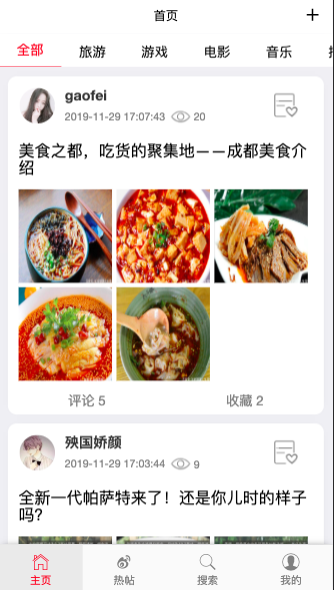 首页 +
全部 旅游 游戏 电影 音乐
gaofei
2019-11-29 17:07:43 20
美食之都，吃货的聚集地——成都美食介
绍
评论 5 收藏 2
殃国娇颜
2019-11-29 17:03:44 9
全新一代帕萨特来了！还是你儿时的样子
吗?
主页 热帖 搜索 我的